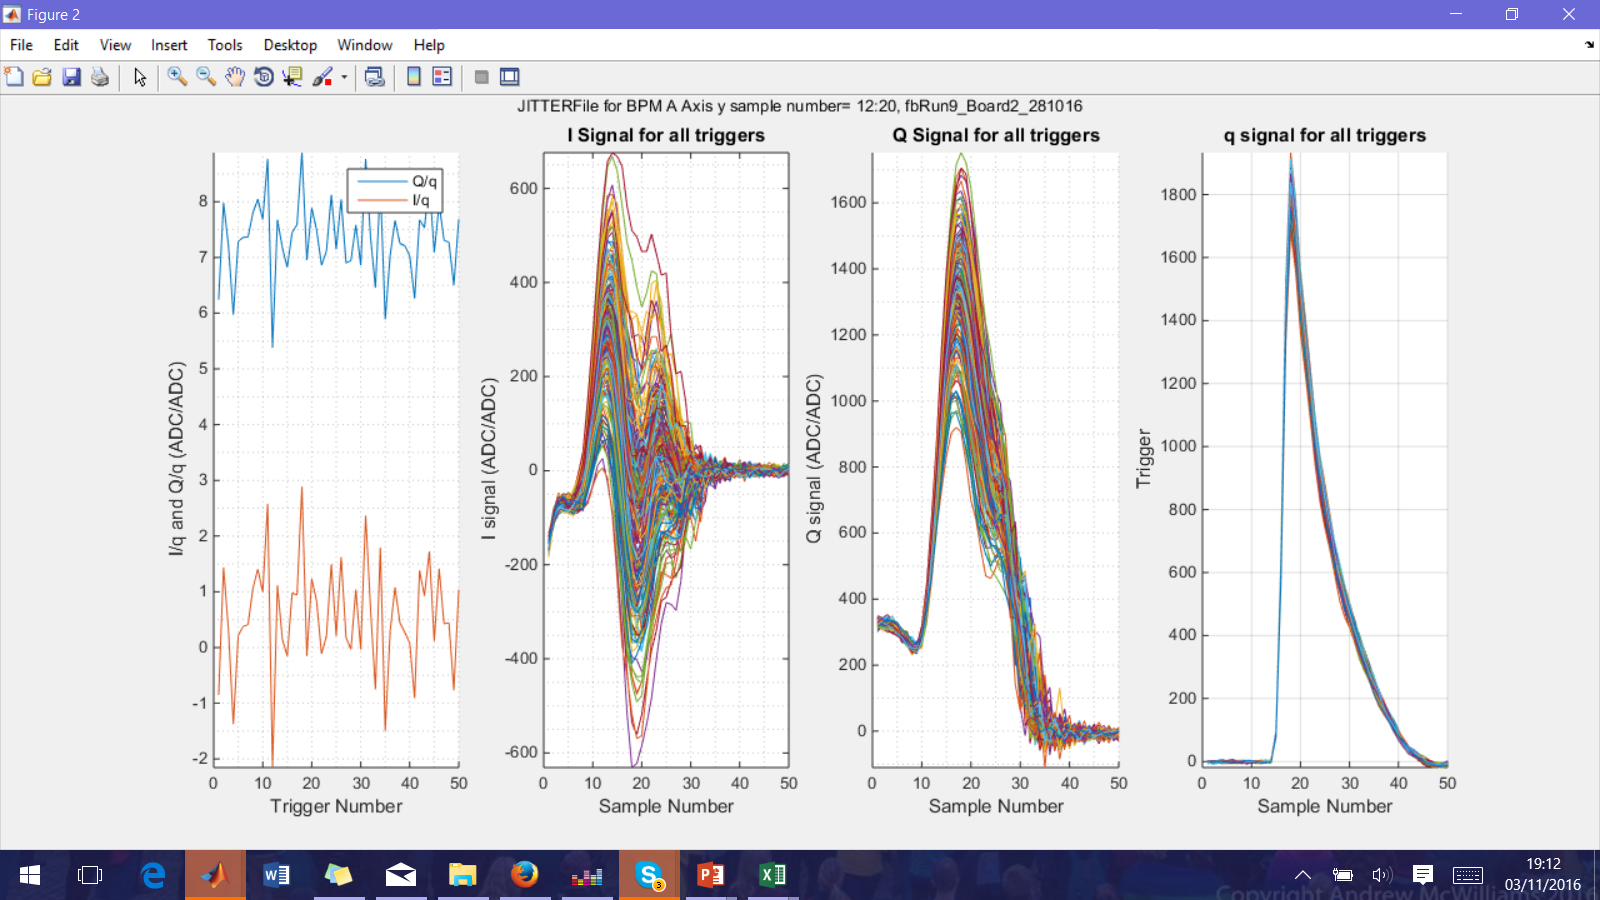 Figure 2
File Edit View Insert Tools Desktop Window Help
JITTERFile for BPM A Axis y sample number= 12:20, fbRun9_Board2_281016
I Signal for all triggers
Q Signal for all triggers
q signal for all triggers
Q/q
I/q
I/q and Q/q (ADC/ADC)
8
7
6
5
4
3
2
1
0
-1
-2
0 10 20 30 40 50
Trigger Number
I signal (ADC/ADC)
600
400
200
0
-200
-400
-600
0 10 20 30 40 50
Sample Number
Q signal (ADC/ADC)
1600
1400
1200
1000
800
600
400
200
0
0 10 20 30 40 50
Sample Number
Trigger
1800
1600
1400
1200
1000
800
600
400
200
0
0 10 20 30 40 50
Sample Number
3
19:12
03/11/2016
Copyright Andrew McWilliams 2016